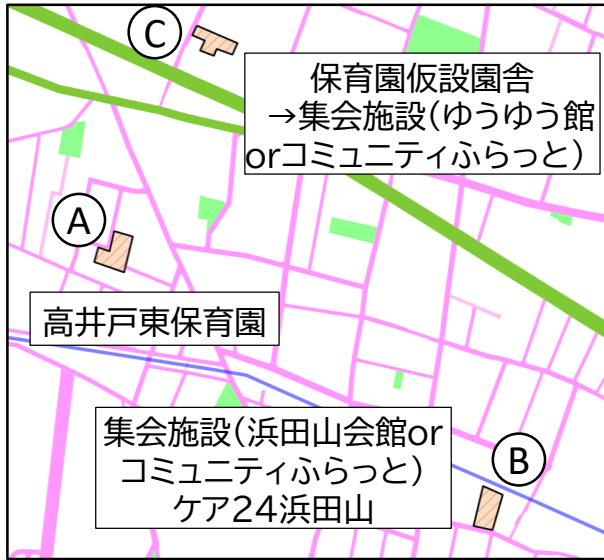 C
保育園仮設園舎
→集会施設(ゆうゆう館
orコミュニティふらっと)
A
高井戸東保育園
集会施設(浜田山会館or
コミュニティふらっと)
ケア24浜田山
B